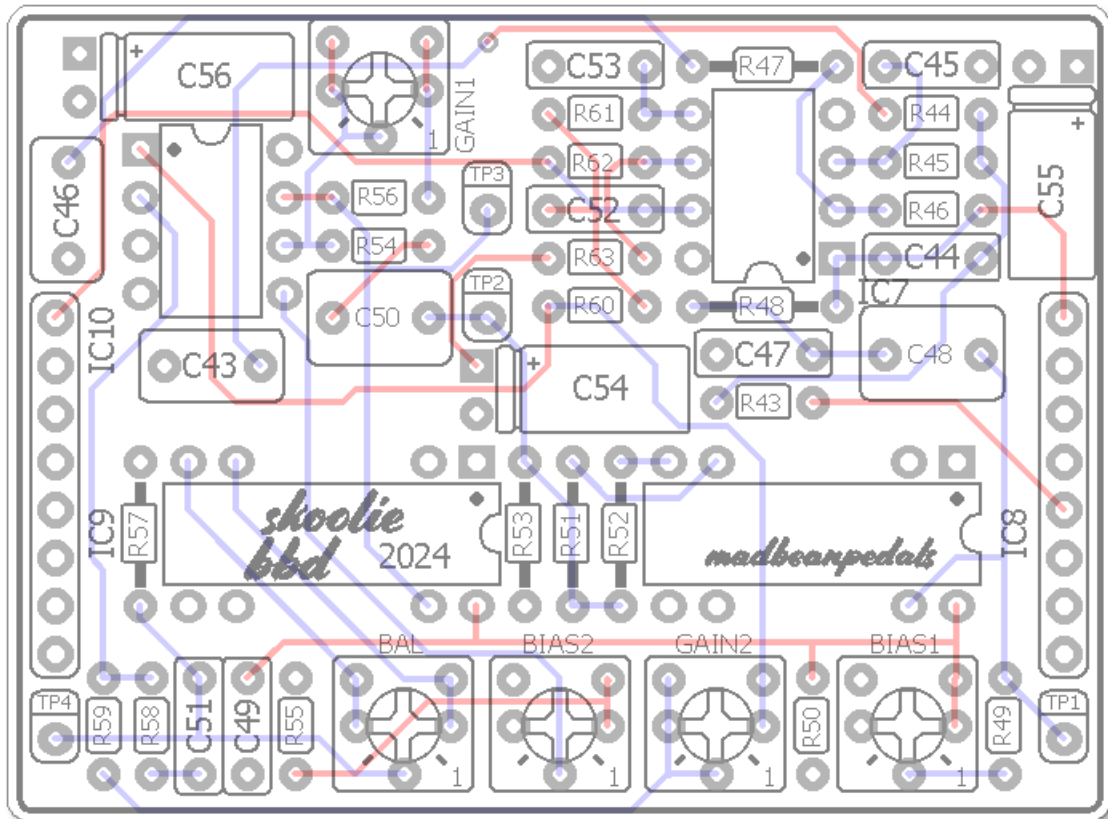 C56
+
GAIN1
1
C53
R47
C45
R61
R44
+
C46
R62
R45
C55
TP3
R56
C52
R46
R54
R63
C44
IC10
C50
TP2
R60
R48
IC7
C43
+
C54
C47
C48
R43
IC9
R57
skoolie
bbd
2024
R53
R51
R52
madbeanpedals
IC8
BAL
BIAS2
GAIN2
BIAS1
TP4
R59
R58
C51
C49
R55
1
1
1
R50
1
R49
TP1